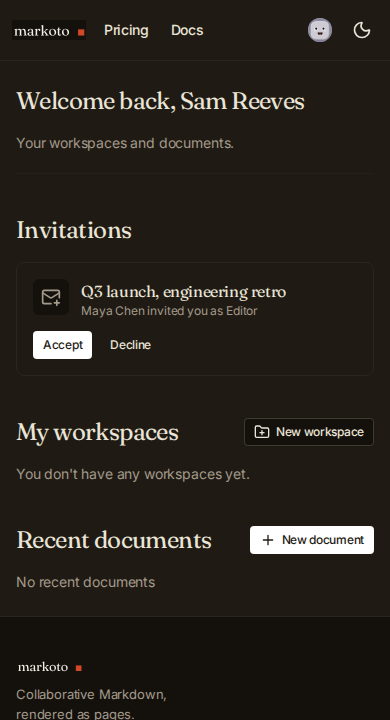 markoto
Pricing
Docs
Welcome back, Sam Reeves
Your workspaces and documents.
Invitations
Q3 launch, engineering retro
Maya Chen invited you as Editor
Accept
Decline
My workspaces
New workspace
You don't have any workspaces yet.
Recent documents
New document
No recent documents
markoto
Collaborative Markdown,
rendered as pages.